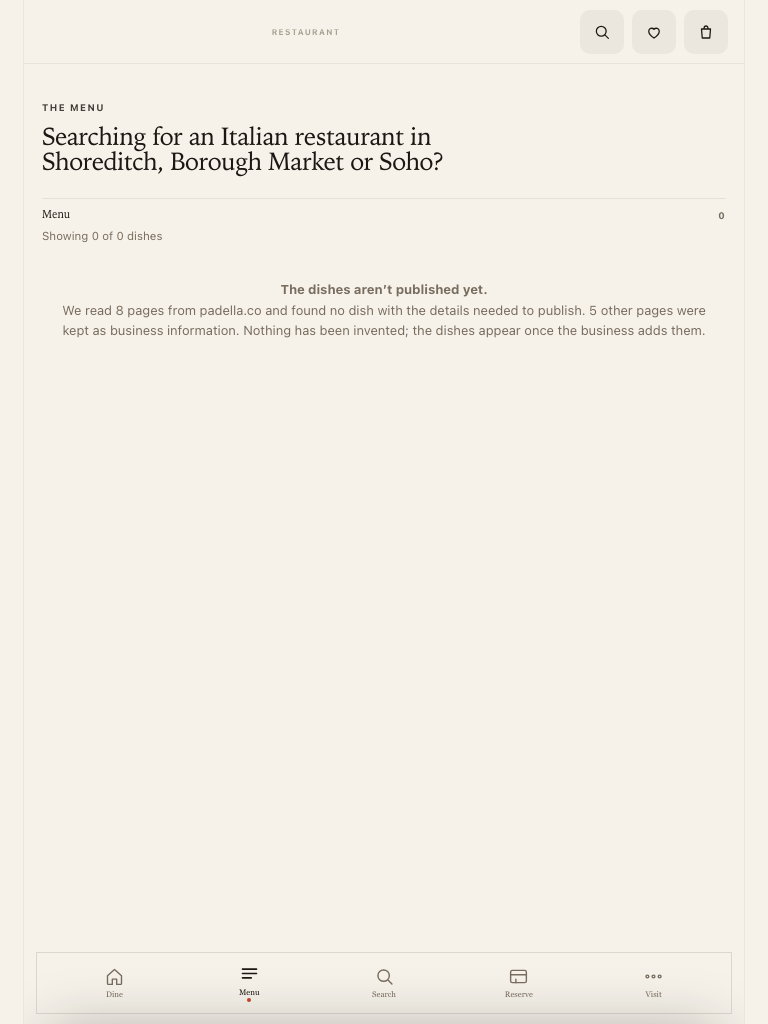 RESTAURANT
THE MENU
Searching for an Italian restaurant in
Shoreditch, Borough Market or Soho?
Menu
0
Showing 0 of 0 dishes
The dishes aren’t published yet.
We read 8 pages from padella.co and found no dish with the details needed to publish. 5 other pages were
kept as business information. Nothing has been invented; the dishes appear once the business adds them.
Dine
Menu
Search
Reserve
Visit